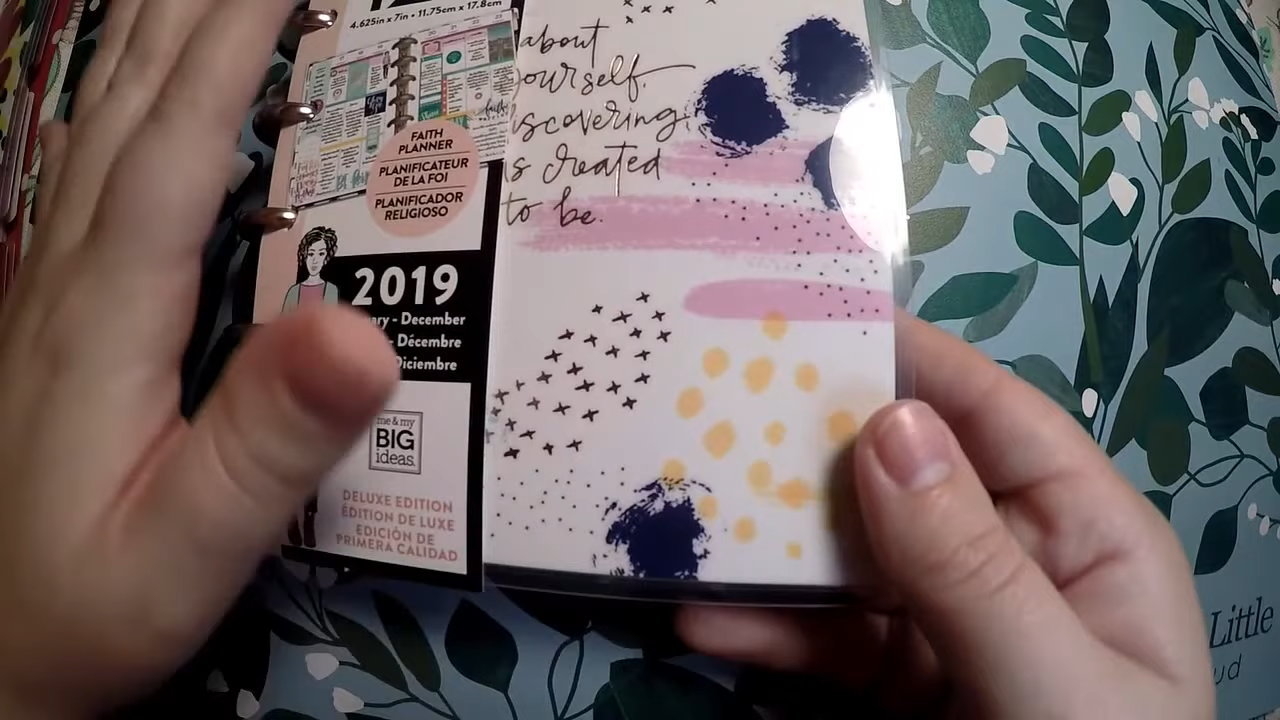 4.625in x 7in • 11.75cm x 17.8cm
FAITH
PLANNER
PLANIFICATEUR
DE LA FOI
PLANIFICADOR
RELIGIOSO
2019
- December
- Décembre
Diciembre
me & my
BIG
ideas.
DELUXE EDITION
ÉDITION DE LUXE
EDICIÓN DE
PRIMERA CALIDAD
about
ourself.
iscovering
is created
to be.
Little